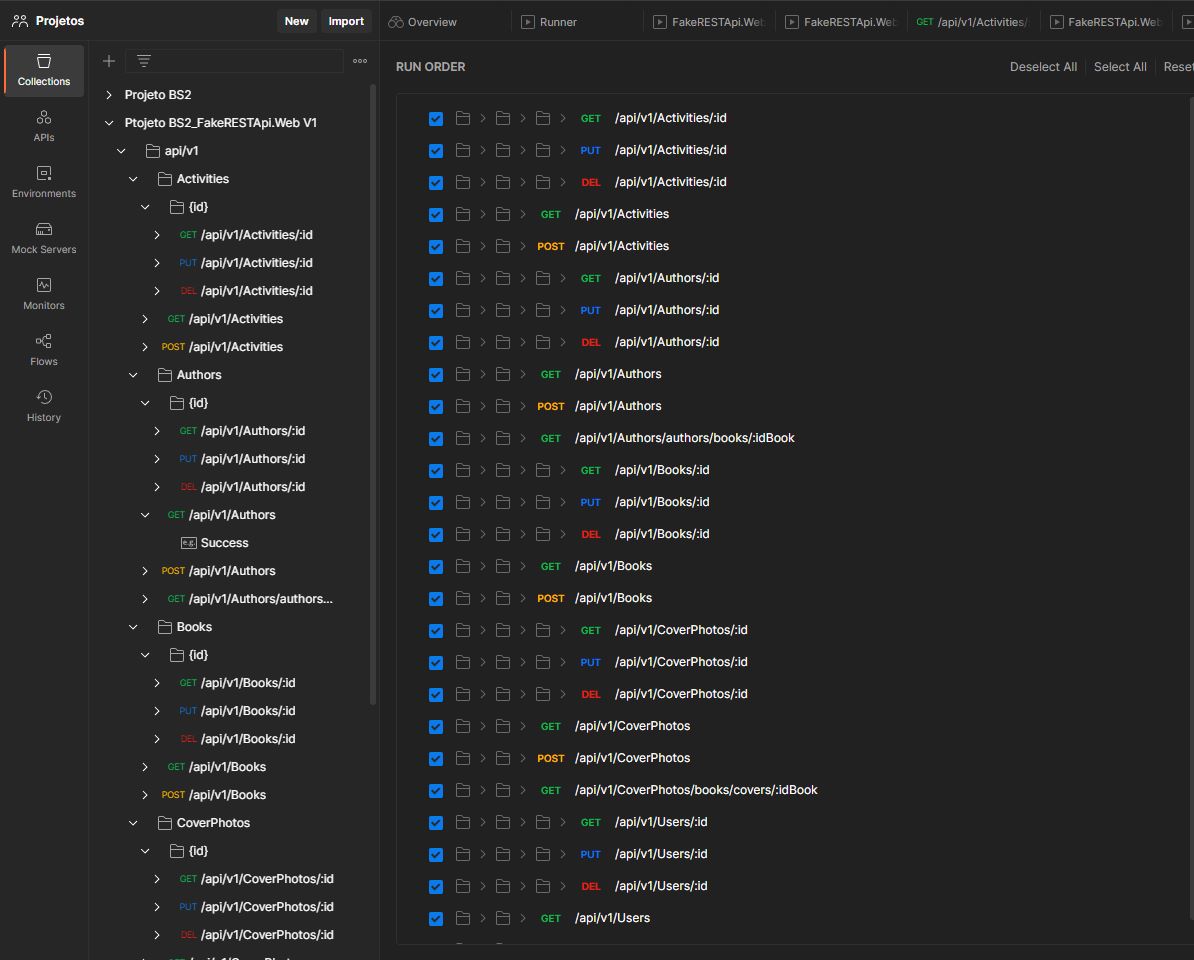 Projetos
New
Import
Overview
Runner
FakeRESTApi.Web
FakeRESTApi.Web
GET /api/v1/Activities/
FakeRESTApi.Web
Collections
APIs
Environments
Mock Servers
Monitors
Flows
History
Projeto BS2
Ptojeto BS2_FakeRESTApi.Web V1
api/v1
Activities
{id}
GET /api/v1/Activities/:id
PUT /api/v1/Activities/:id
DEL /api/v1/Activities/:id
GET /api/v1/Activities
POST /api/v1/Activities
Authors
{id}
GET /api/v1/Authors/:id
PUT /api/v1/Authors/:id
DEL /api/v1/Authors/:id
GET /api/v1/Authors
e.g. Success
POST /api/v1/Authors
GET /api/v1/Authors/authors...
Books
{id}
GET /api/v1/Books/:id
PUT /api/v1/Books/:id
DEL /api/v1/Books/:id
GET /api/v1/Books
POST /api/v1/Books
CoverPhotos
{id}
GET /api/v1/CoverPhotos/:id
PUT /api/v1/CoverPhotos/:id
DEL /api/v1/CoverPhotos/:id
RUN ORDER
Deselect All
Select All
Reset
GET /api/v1/Activities/:id
PUT /api/v1/Activities/:id
DEL /api/v1/Activities/:id
GET /api/v1/Activities
POST /api/v1/Activities
GET /api/v1/Authors/:id
PUT /api/v1/Authors/:id
DEL /api/v1/Authors/:id
GET /api/v1/Authors
POST /api/v1/Authors
GET /api/v1/Authors/authors/books/:idBook
GET /api/v1/Books/:id
PUT /api/v1/Books/:id
DEL /api/v1/Books/:id
GET /api/v1/Books
POST /api/v1/Books
GET /api/v1/CoverPhotos/:id
PUT /api/v1/CoverPhotos/:id
DEL /api/v1/CoverPhotos/:id
GET /api/v1/CoverPhotos
POST /api/v1/CoverPhotos
GET /api/v1/CoverPhotos/books/covers/:idBook
GET /api/v1/Users/:id
PUT /api/v1/Users/:id
DEL /api/v1/Users/:id
GET /api/v1/Users